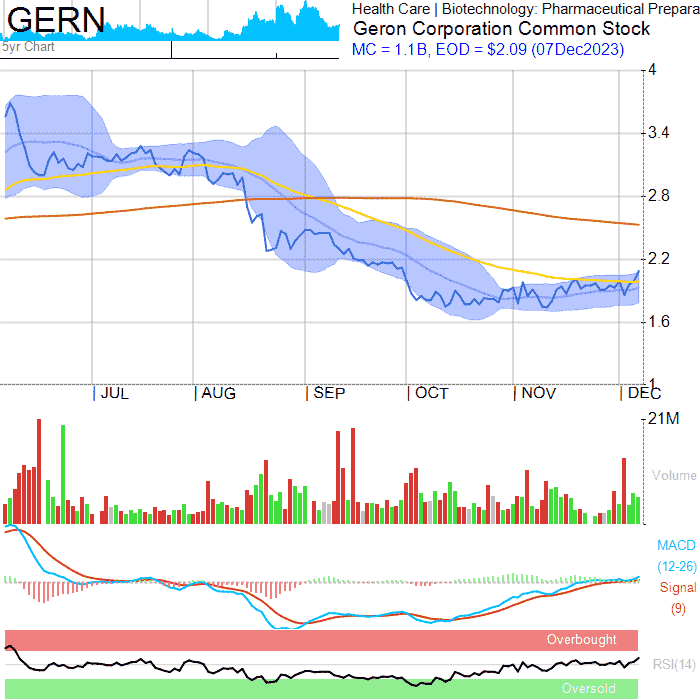 GERN
5yr Chart
Health Care | Biotechnology: Pharmaceutical Prepara
Geron Corporation Common Stock
MC = 1.1B, EOD = $2.09 (07Dec2023)
4
3.4
2.8
2.2
1.6
1
JUL
AUG
SEP
OCT
NOV
DEC
21M
Volume
MACD
(12-26)
Signal
(9)
Overbought
RSI(14)
Oversold